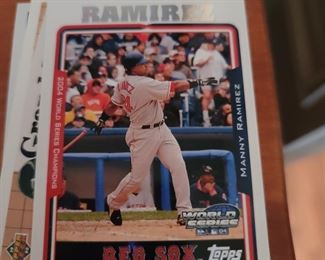 RAMIREZ
2004 WORLD SERIES CHAMPIONS
MANNY RAMIREZ
WORLD
SERIES
RED SOX
Topps